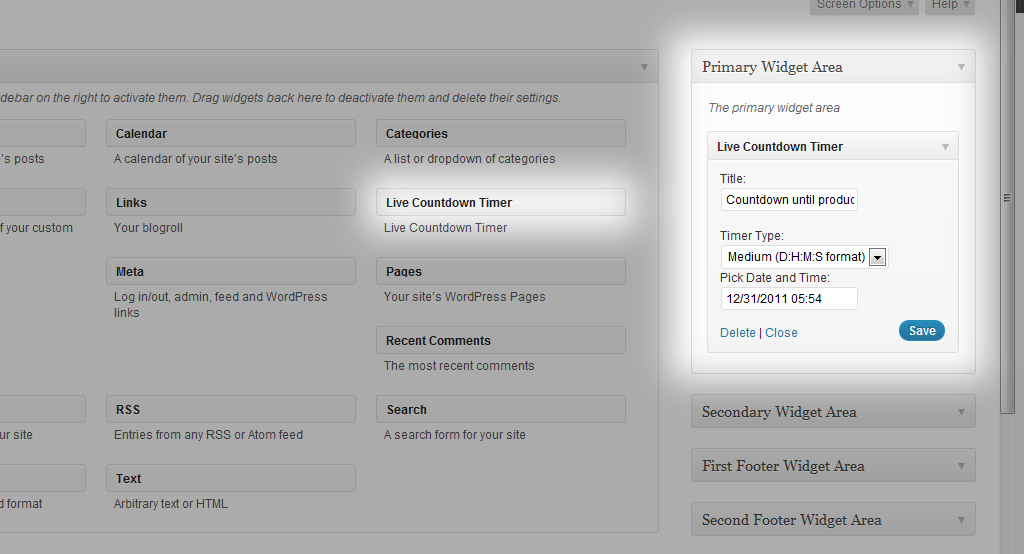 Screen Options Help
debar on the right to activate them. Drag widgets back here to deactivate them and delete their settings.
Calendar
Categories
's posts
A calendar of your site's posts
A list or dropdown of categories
Links
Live Countdown Timer
f your custom
Your blogroll
Live Countdown Timer
Meta
Pages
Log in/out, admin, feed and WordPress
links
Your site's WordPress Pages
Recent Comments
The most recent comments
RSS
Search
ur site
Entries from any RSS or Atom feed
A search form for your site
Text
d format
Arbitrary text or HTML
Primary Widget Area
The primary widget area
Live Countdown Timer
Title:
Countdown until produc
Timer Type:
Medium (D:H:M:S format)
Pick Date and Time:
12/31/2011 05:54
Delete | Close
Save
Secondary Widget Area
First Footer Widget Area
Second Footer Widget Area